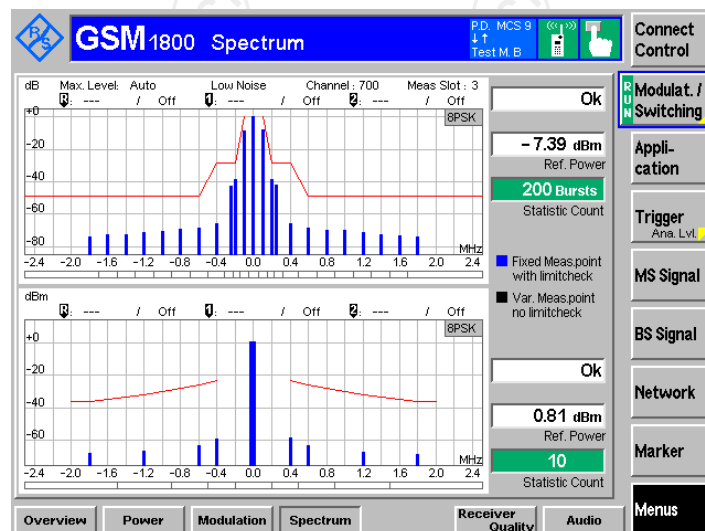 R&S GSM1800 Spectrum P.D. MCS 9
Test M. B
Connect Control
dB Max. Level: Auto Low Noise Channel : 700 Meas Slot : 3
R: --- / Off 1: --- / Off 2: --- / Off
8PSK
+0
-20
-40
-60
-80
MHz
-2.4 -2.0 -1.6 -1.2 -0.8 -0.4 0.0 0.4 0.8 1.2 1.6 2.0 2.4
Ok
- 7.39 dBm
Ref. Power
200 Bursts
Statistic Count
Fixed Meas.point
with limitcheck
Var. Meas.point
no limitcheck
dBm
R: --- / Off 1: --- / Off 2: --- / Off
8PSK
+0
-20
-40
-60
MHz
-2.4 -2.0 -1.6 -1.2 -0.8 -0.4 0.0 0.4 0.8 1.2 1.6 2.0 2.4
Ok
0.81 dBm
Ref. Power
10
Statistic Count
RUN
Modulat. /
Switching
Appli-
cation
Trigger
Ana. Lvl.
MS Signal
BS Signal
Network
Marker
Menus
Overview Power Modulation Spectrum Receiver Quality Audio